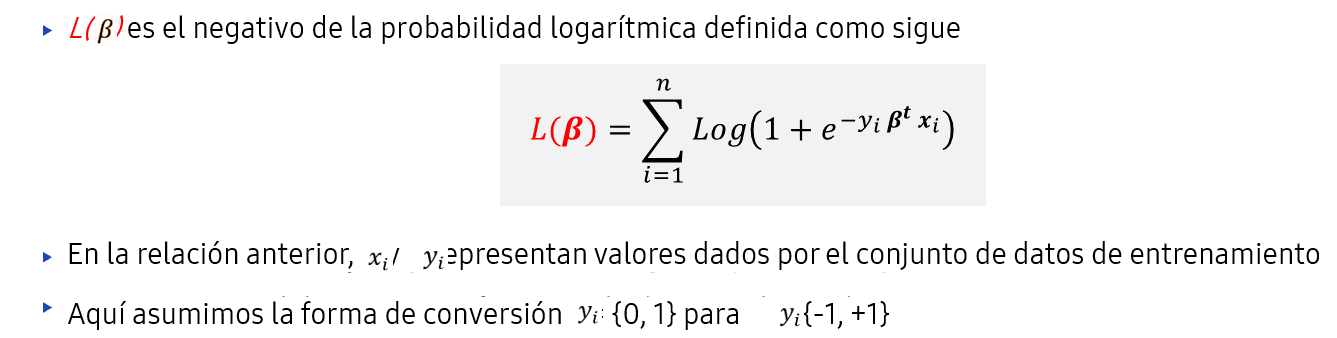 ▸ L(β) es el negativo de la probabilidad logarítmica definida como sigue
L(β) = ∑_{i=1}^{n} Log(1 + e^{-y_i β^t x_i})
▸ En la relación anterior, x_i / y_i epresentan valores dados por el conjunto de datos de entrenamiento
▸ Aquí asumimos la forma de conversión y_i: {0, 1} para y_i{-1, +1}